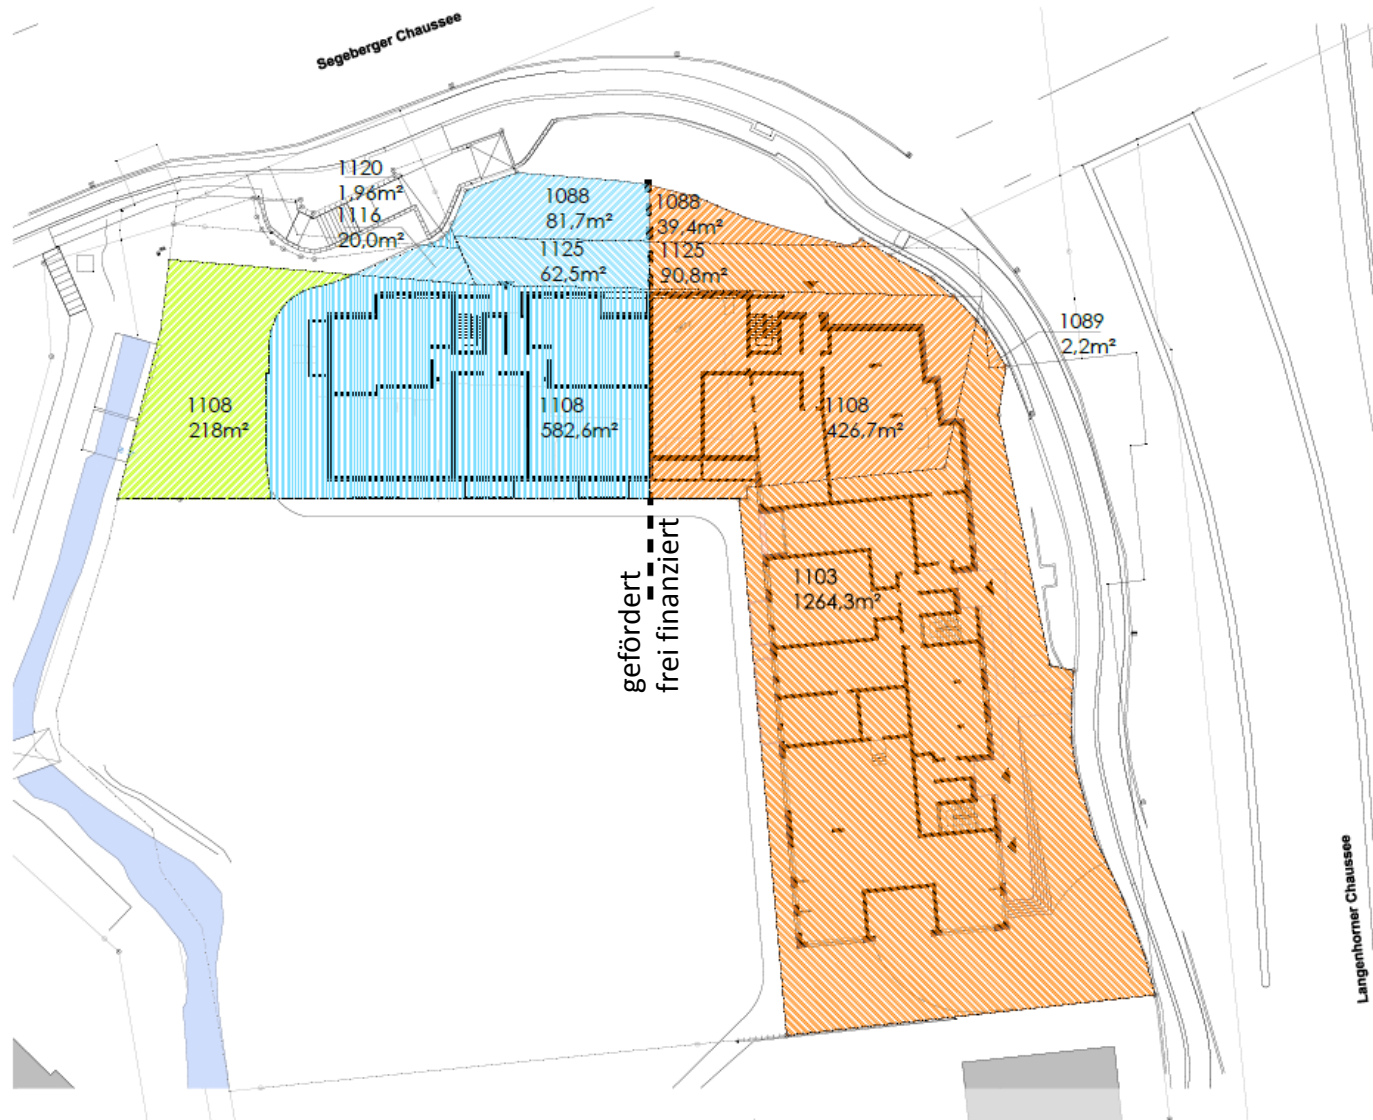 Segeberger Chaussee
1120
1,96m²
1116
20,0m²
1088
81,7m²
1088
39,4m²
1125
62,5m²
1125
90,8m²
1089
2,2m²
1108
218m²
1108
582,6m²
1108
426,7m²
1103
1264,3m²
gefördert
frei finanziert
Langenhorner Chaussee